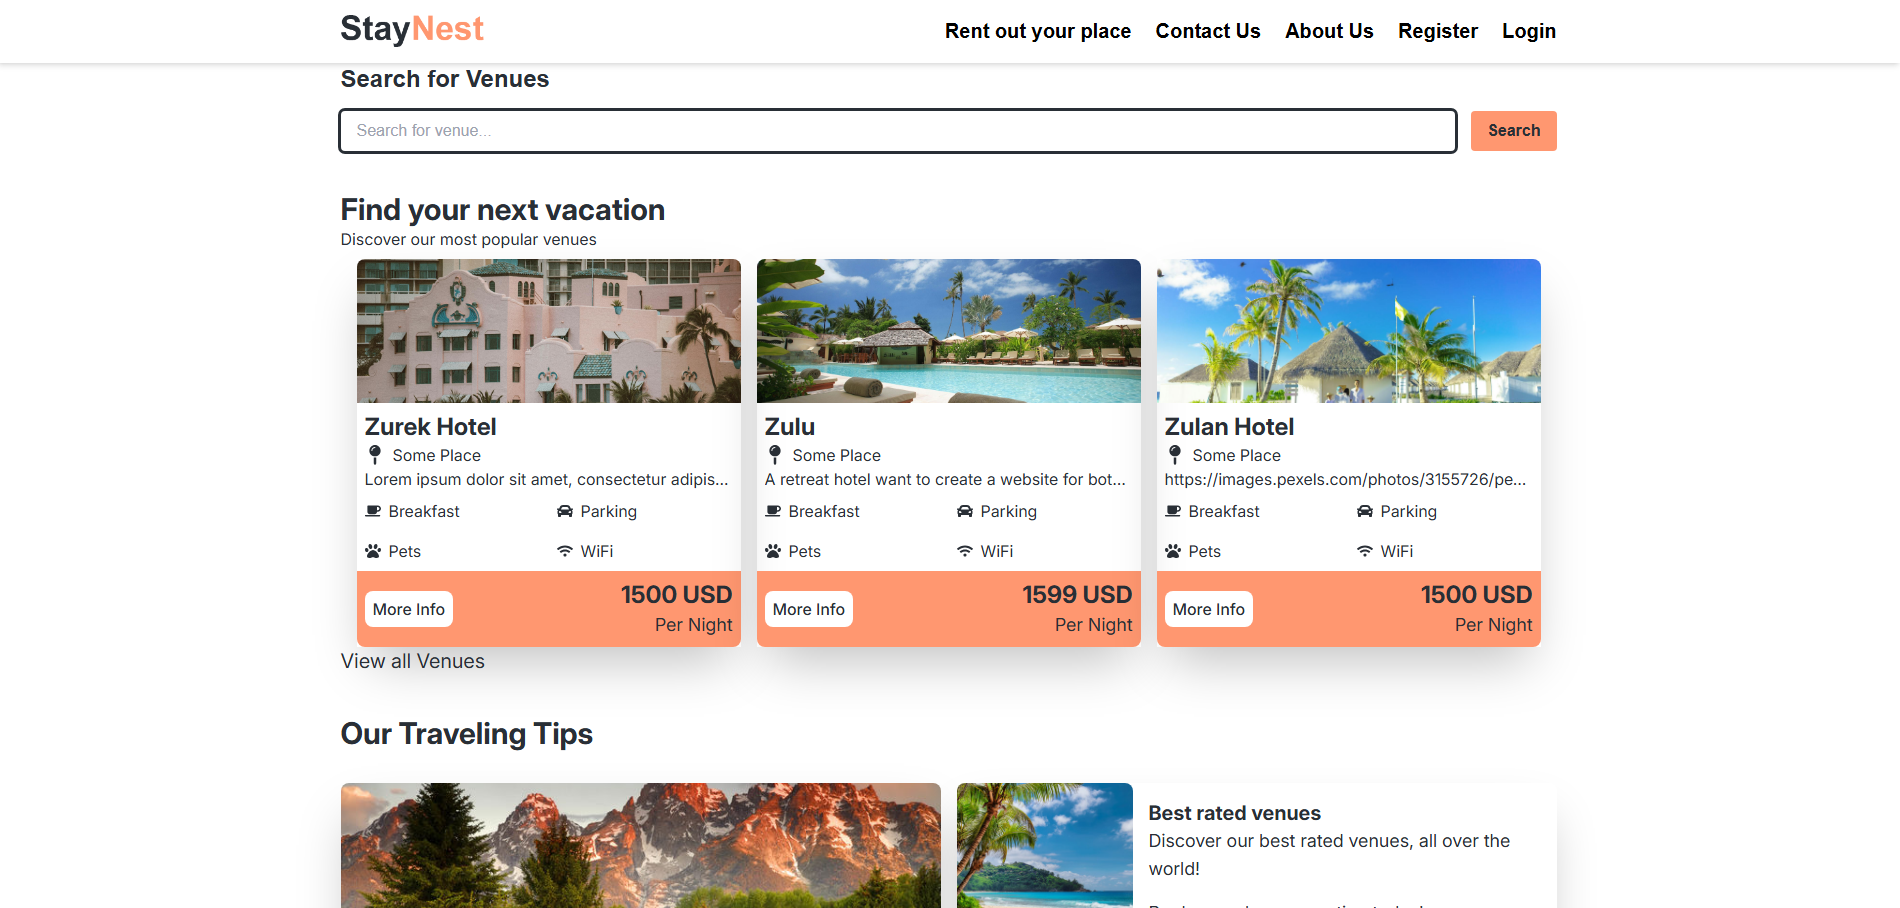 StayNest
Rent out your place
Contact Us
About Us
Register
Login
Search for Venues
Search for venue...
Search
Find your next vacation
Discover our most popular venues
Zurek Hotel
Some Place
Lorem ipsum dolor sit amet, consectetur adipis...
Breakfast
Parking
Pets
WiFi
More Info
1500 USD
Per Night
Zulu
Some Place
A retreat hotel want to create a website for bot...
Breakfast
Parking
Pets
WiFi
More Info
1599 USD
Per Night
Zulan Hotel
Some Place
https://images.pexels.com/photos/3155726/pe...
Breakfast
Parking
Pets
WiFi
More Info
1500 USD
Per Night
View all Venues
Our Traveling Tips
Best rated venues
Discover our best rated venues, all over the
world!